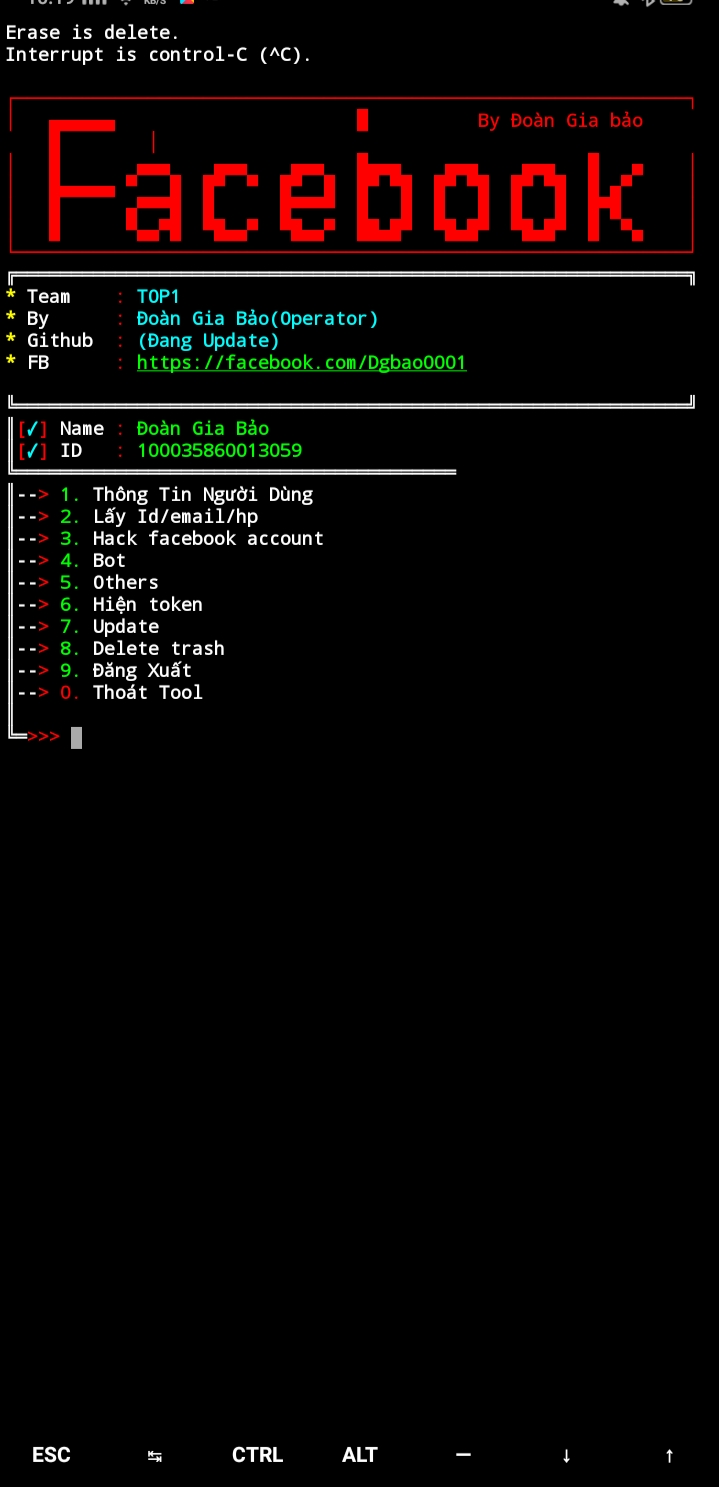 Erase is delete.
Interrupt is control-C (^C).
By Đoàn Gia bảo
Facebook
* Team : TOP1
* By : Đoàn Gia Bảo(Operator)
* Github : (Đang Update)
* FB : https://facebook.com/Dgbao0001
[✓] Name : Đoàn Gia Bảo
[✓] ID : 100035860013059
--> 1. Thông Tin Người Dùng
--> 2. Lấy Id/email/hp
--> 3. Hack facebook account
--> 4. Bot
--> 5. Others
--> 6. Hiện token
--> 7. Update
--> 8. Delete trash
--> 9. Đăng Xuất
--> 0. Thoát Tool
>>>
ESC ↹ CTRL ALT — ↓ ↑